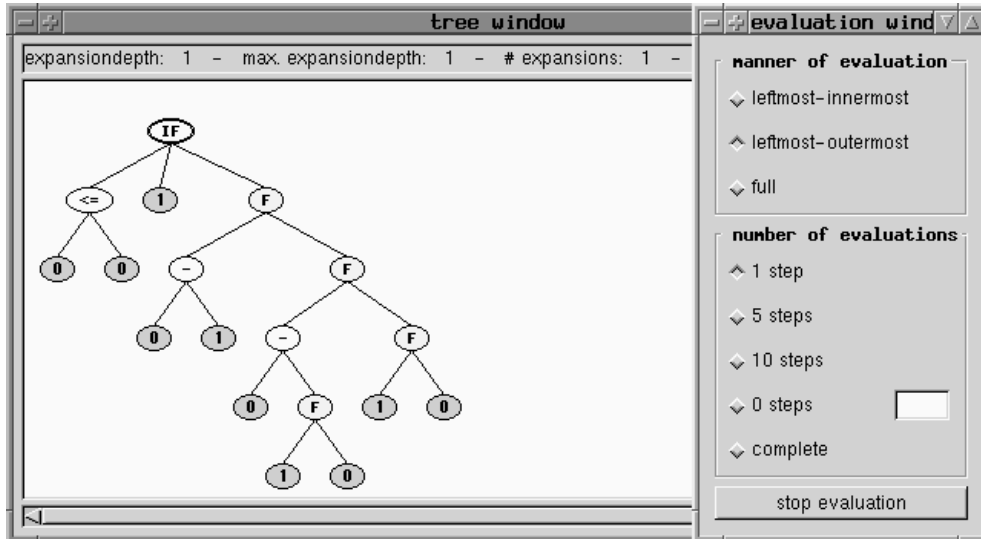 tree window
expansiondepth: 1 - max. expansiondepth: 1 - # expansions: 1 -
IF
<= 1 F
0 0 - F
0 1 - F
0 F 1 0
1 0
evaluation wind
manner of evaluation
leftmost-innermost
leftmost-outermost
full
number of evaluations
1 step
5 steps
10 steps
0 steps
complete
stop evaluation